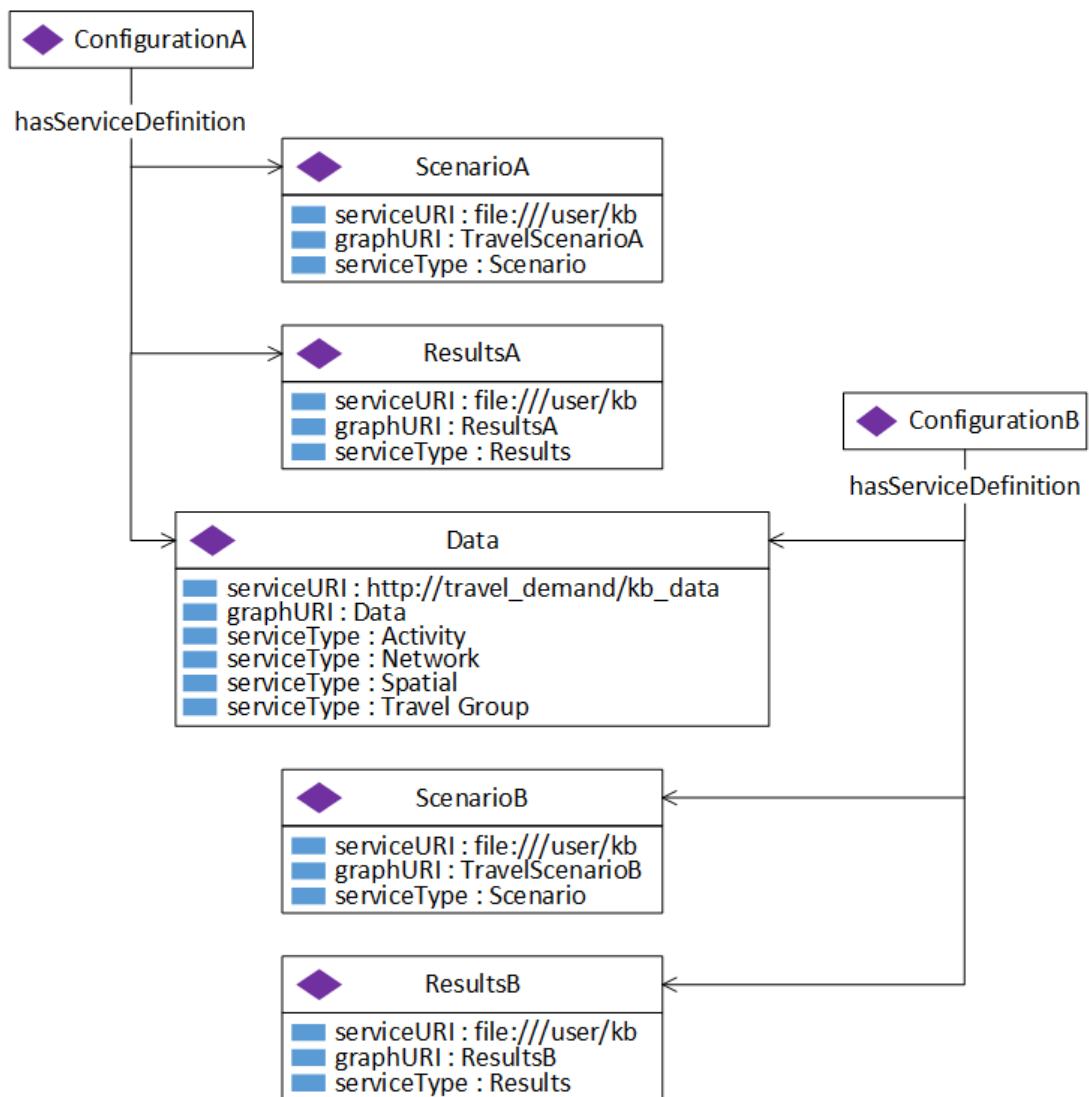 ConfigurationA
hasServiceDefinition
ScenarioA
serviceURI : file:///user/kb
graphURI : TravelScenarioA
serviceType : Scenario
ResultsA
serviceURI : file:///user/kb
graphURI : ResultsA
serviceType : Results
ConfigurationB
hasServiceDefinition
Data
serviceURI : http://travel_demand/kb_data
graphURI : Data
serviceType : Activity
serviceType : Network
serviceType : Spatial
serviceType : Travel Group
ScenarioB
serviceURI : file:///user/kb
graphURI : TravelScenarioB
serviceType : Scenario
ResultsB
serviceURI : file:///user/kb
graphURI : ResultsB
serviceType : Results